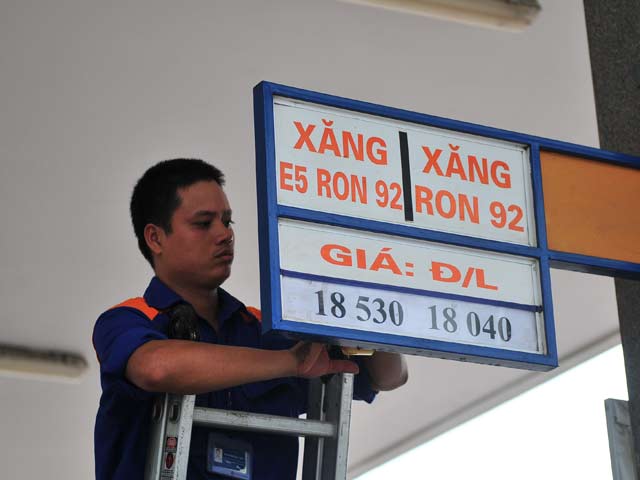 XĂNG
E5 RON 92
XĂNG
RON 92
GIÁ: Đ/L
18 530 18 040